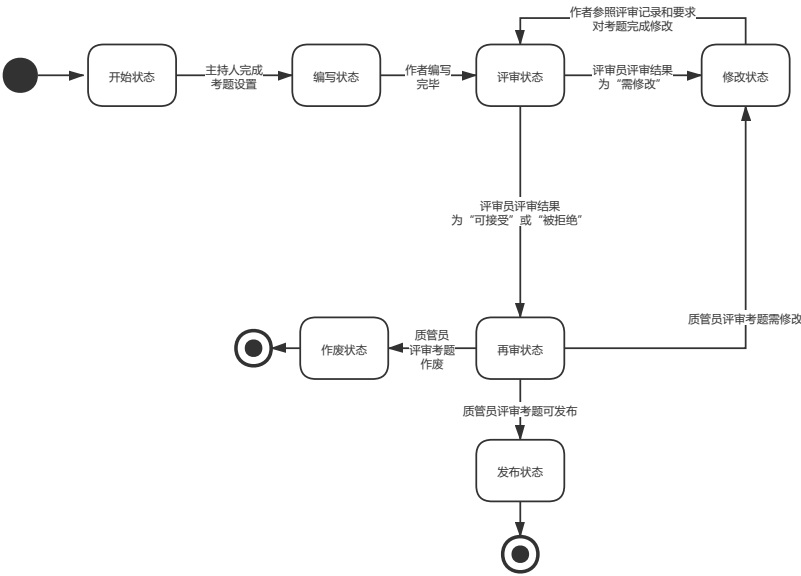 作者参照评审记录和要求
对考题完成修改
开始状态
主持人完成
考题设置
编写状态
作者编写
完毕
评审状态
评审员评审结果
为“需修改”
修改状态
评审员评审结果
为“可接受”或“被拒绝”
质管员评审考题需修改
作废状态
质管员
评审考题
作废
再审状态
质管员评审考题可发布
发布状态